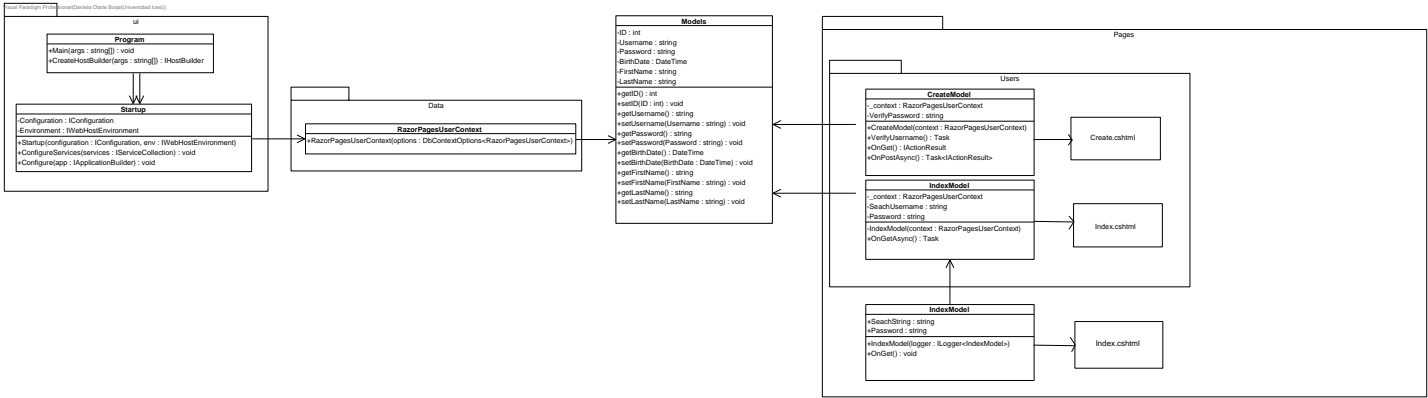 Visual Paradigm Professional(Daniela Olarte Borja(Universidad Icesi))
ui
Program
+Main(args : string[]) : void
+CreateHostBuilder(args : string[]) : IHostBuilder
Startup
-Configuration : IConfiguration
-Environment : IWebHostEnvironment
+Startup(configuration : IConfiguration, env : IWebHostEnvironment)
+ConfigureServices(services : IServiceCollection) : void
+Configure(app : IApplicationBuilder) : void
Data
RazorPagesUserContext
+RazorPagesUserContext(options : DbContextOptions<RazorPagesUserContext>)
Models
-ID : int
-Username : string
-Password : string
-BirthDate : DateTime
-FirstName : string
-LastName : string
+getID() : int
+setID(ID : int) : void
+getUsername() : string
+setUsername(Username : string) : void
+getPassword() : string
+setPassword(Password : string) : void
+getBirthDate() : DateTime
+setBirthDate(BirthDate : DateTime) : void
+getFirstName() : string
+setFirstName(FirstName : string) : void
+getLastName() : string
+setLastName(LastName : string) : void
Pages
Users
CreateModel
-_context : RazorPagesUserContext
-VerifyPassword : string
+CreateModel(context : RazorPagesUserContext)
+VerifyUsername() : Task
+OnGet() : IActionResult
+OnPostAsync() : Task<IActionResult>
Create.cshtml
IndexModel
-_context : RazorPagesUserContext
-SeachUsername : string
-Password : string
-IndexModel(context : RazorPagesUserContext)
+OnGetAsync() : Task
Index.cshtml
IndexModel
+SeachString : string
+Password : string
+IndexModel(logger : ILogger<IndexModel>)
+OnGet() : void
Index.cshtml